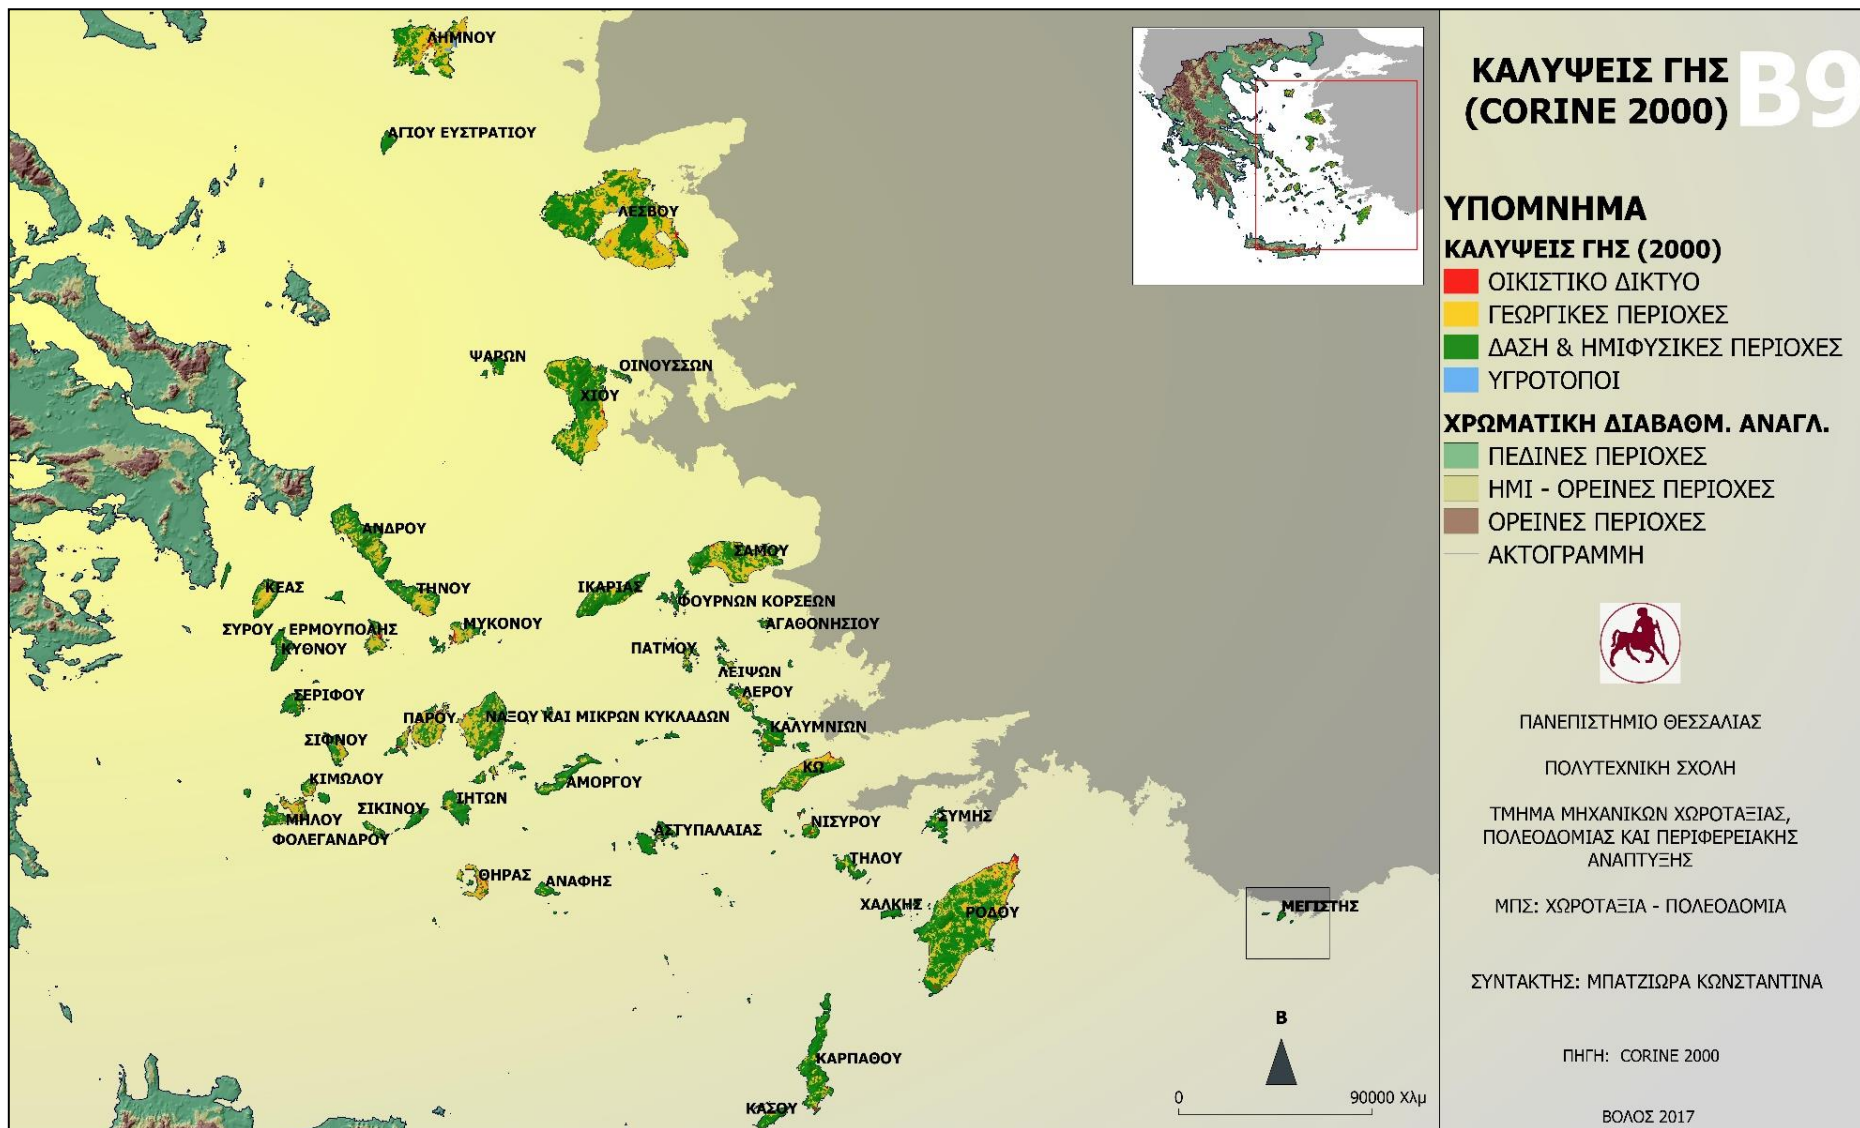 ΛΗΜΝΟΥ
ΑΓΙΟΥ ΕΥΣΤΡΑΤΙΟΥ
ΛΕΣΒΟΥ
ΨΑΡΩΝ
ΟΙΝΟΥΣΣΩΝ
ΧΙΟΥ
ΑΝΔΡΟΥ
ΣΑΜΟΥ
ΚΕΑΣ
ΤΗΝΟΥ
ΙΚΑΡΙΑΣ
ΦΟΥΡΝΩΝ ΚΟΡΣΕΩΝ
ΣΥΡΟΥ - ΕΡΜΟΥΠΟΛΗΣ
ΜΥΚΟΝΟΥ
ΑΓΑΘΟΝΗΣΙΟΥ
ΚΥΘΝΟΥ
ΠΑΤΜΟΥ
ΛΕΙΨΩΝ
ΣΕΡΙΦΟΥ
ΛΕΡΟΥ
ΠΑΡΟΥ
ΝΑΞΟΥ ΚΑΙ ΜΙΚΡΩΝ ΚΥΚΛΑΔΩΝ
ΚΑΛΥΜΝΙΩΝ
ΣΙΦΝΟΥ
ΚΙΜΩΛΟΥ
ΑΜΟΡΓΟΥ
ΚΩ
ΣΙΚΙΝΟΥ
ΙΗΤΩΝ
ΜΗΛΟΥ
ΝΙΣΥΡΟΥ
ΣΥΜΗΣ
ΦΟΛΕΓΑΝΔΡΟΥ
ΑΣΤΥΠΑΛΑΙΑΣ
ΤΗΛΟΥ
ΘΗΡΑΣ
ΑΝΑΦΗΣ
ΧΑΛΚΗΣ
ΡΟΔΟΥ
ΜΕΓΙΣΤΗΣ
ΚΑΡΠΑΘΟΥ
ΚΑΣΟΥ
Β
0 90000 Χλμ
ΚΑΛΥΨΕΙΣ ΓΗΣ
(CORINE 2000)
Β9
ΥΠΟΜΝΗΜΑ
ΚΑΛΥΨΕΙΣ ΓΗΣ (2000)
ΟΙΚΙΣΤΙΚΟ ΔΙΚΤΥΟ
ΓΕΩΡΓΙΚΕΣ ΠΕΡΙΟΧΕΣ
ΔΑΣΗ & ΗΜΙΦΥΣΙΚΕΣ ΠΕΡΙΟΧΕΣ
ΥΓΡΟΤΟΠΟΙ
ΧΡΩΜΑΤΙΚΗ ΔΙΑΒΑΘΜ. ΑΝΑΓΛ.
ΠΕΔΙΝΕΣ ΠΕΡΙΟΧΕΣ
ΗΜΙ - ΟΡΕΙΝΕΣ ΠΕΡΙΟΧΕΣ
ΟΡΕΙΝΕΣ ΠΕΡΙΟΧΕΣ
ΑΚΤΟΓΡΑΜΜΗ
ΠΑΝΕΠΙΣΤΗΜΙΟ ΘΕΣΣΑΛΙΑΣ
ΠΟΛΥΤΕΧΝΙΚΗ ΣΧΟΛΗ
ΤΜΗΜΑ ΜΗΧΑΝΙΚΩΝ ΧΩΡΟΤΑΞΙΑΣ,
ΠΟΛΕΟΔΟΜΙΑΣ ΚΑΙ ΠΕΡΙΦΕΡΕΙΑΚΗΣ
ΑΝΑΠΤΥΞΗΣ
ΜΠΣ: ΧΩΡΟΤΑΞΙΑ - ΠΟΛΕΟΔΟΜΙΑ
ΣΥΝΤΑΚΤΗΣ: ΜΠΑΤΖΙΩΡΑ ΚΩΝΣΤΑΝΤΙΝΑ
ΠΗΓΗ: CORINE 2000
ΒΟΛΟΣ 2017